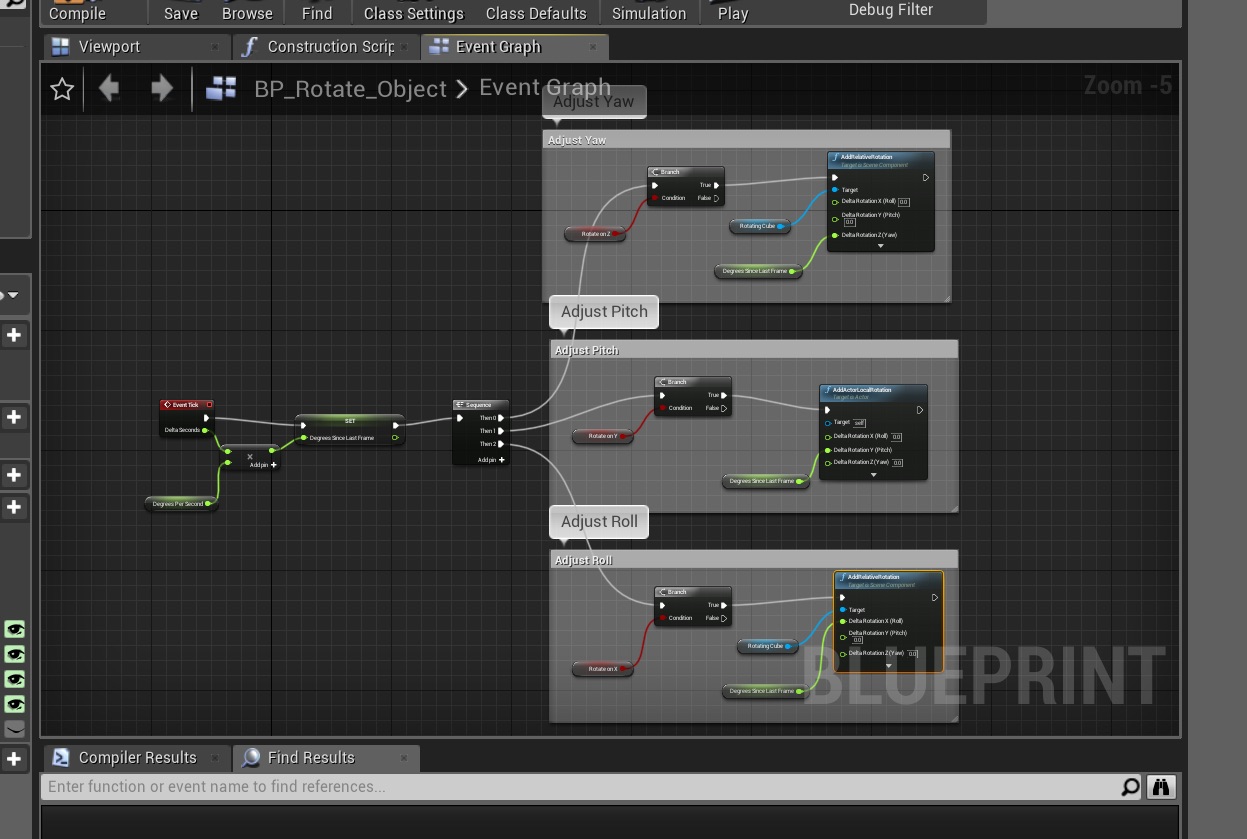 Compile
Save
Browse
Find
Class Settings
Class Defaults
Simulation
Play
Debug Filter
Viewport
Construction Scrip
Event Graph
BP_Rotate_Object
Event Graph
Zoom -5
Adjust Yaw
Adjust Yaw
Branch
True
Condition
False
Rotate on Z
Rotating Cube
Degrees Since Last Frame
AddRelativeRotation
Target is Scene Component
Target
Delta Rotation X (Roll) 0.0
Delta Rotation Y (Pitch)
0.0
Delta Rotation Z (Yaw)
Adjust Pitch
Adjust Pitch
Branch
True
Condition
False
Rotate on Y
Degrees Since Last Frame
AddActorLocalRotation
Target is Actor
Target self
Delta Rotation X (Roll) 0.0
Delta Rotation Y (Pitch)
Delta Rotation Z (Yaw) 0.0
Event Tick
Delta Seconds
Add pin
Degrees Per Second
SET
Degrees Since Last Frame
Sequence
Then 0
Then 1
Then 2
Add pin
Adjust Roll
Adjust Roll
Branch
True
Condition
False
Rotate on X
Rotating Cube
Degrees Since Last Frame
AddRelativeRotation
Target is Scene Component
Target
Delta Rotation X (Roll)
Delta Rotation Y (Pitch)
0.0
Delta Rotation Z (Yaw) 0.0
BLUEPRINT
Compiler Results
Find Results
Enter function or event name to find references...